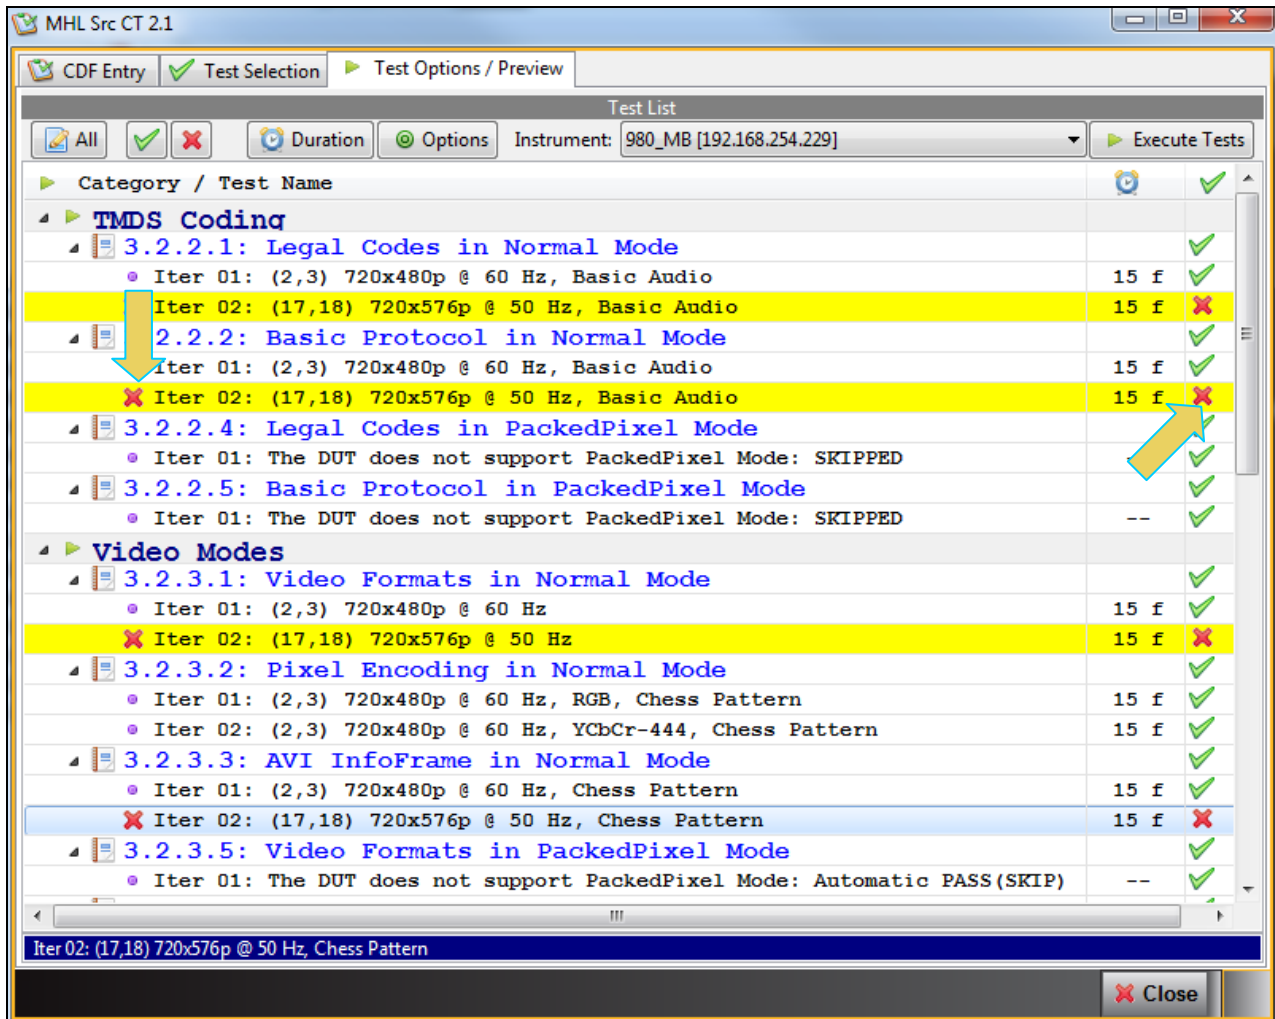 MHL Src CT 2.1
CDF Entry Test Selection Test Options / Preview
Test List
All Duration Options Instrument: 980_MB [192.168.254.229] Execute Tests
Category / Test Name
TMDS Coding
3.2.2.1: Legal Codes in Normal Mode
Iter 01: (2,3) 720x480p @ 60 Hz, Basic Audio 15 f
Iter 02: (17,18) 720x576p @ 50 Hz, Basic Audio 15 f
2.2.2: Basic Protocol in Normal Mode
Iter 01: (2,3) 720x480p @ 60 Hz, Basic Audio 15 f
Iter 02: (17,18) 720x576p @ 50 Hz, Basic Audio 15 f
3.2.2.4: Legal Codes in PackedPixel Mode
Iter 01: The DUT does not support PackedPixel Mode: SKIPPED
3.2.2.5: Basic Protocol in PackedPixel Mode
Iter 01: The DUT does not support PackedPixel Mode: SKIPPED --
Video Modes
3.2.3.1: Video Formats in Normal Mode
Iter 01: (2,3) 720x480p @ 60 Hz 15 f
Iter 02: (17,18) 720x576p @ 50 Hz 15 f
3.2.3.2: Pixel Encoding in Normal Mode
Iter 01: (2,3) 720x480p @ 60 Hz, RGB, Chess Pattern 15 f
Iter 02: (2,3) 720x480p @ 60 Hz, YCbCr-444, Chess Pattern 15 f
3.2.3.3: AVI InfoFrame in Normal Mode
Iter 01: (2,3) 720x480p @ 60 Hz, Chess Pattern 15 f
Iter 02: (17,18) 720x576p @ 50 Hz, Chess Pattern 15 f
3.2.3.5: Video Formats in PackedPixel Mode
Iter 01: The DUT does not support PackedPixel Mode: Automatic PASS(SKIP) --
Iter 02: (17,18) 720x576p @ 50 Hz, Chess Pattern
Close